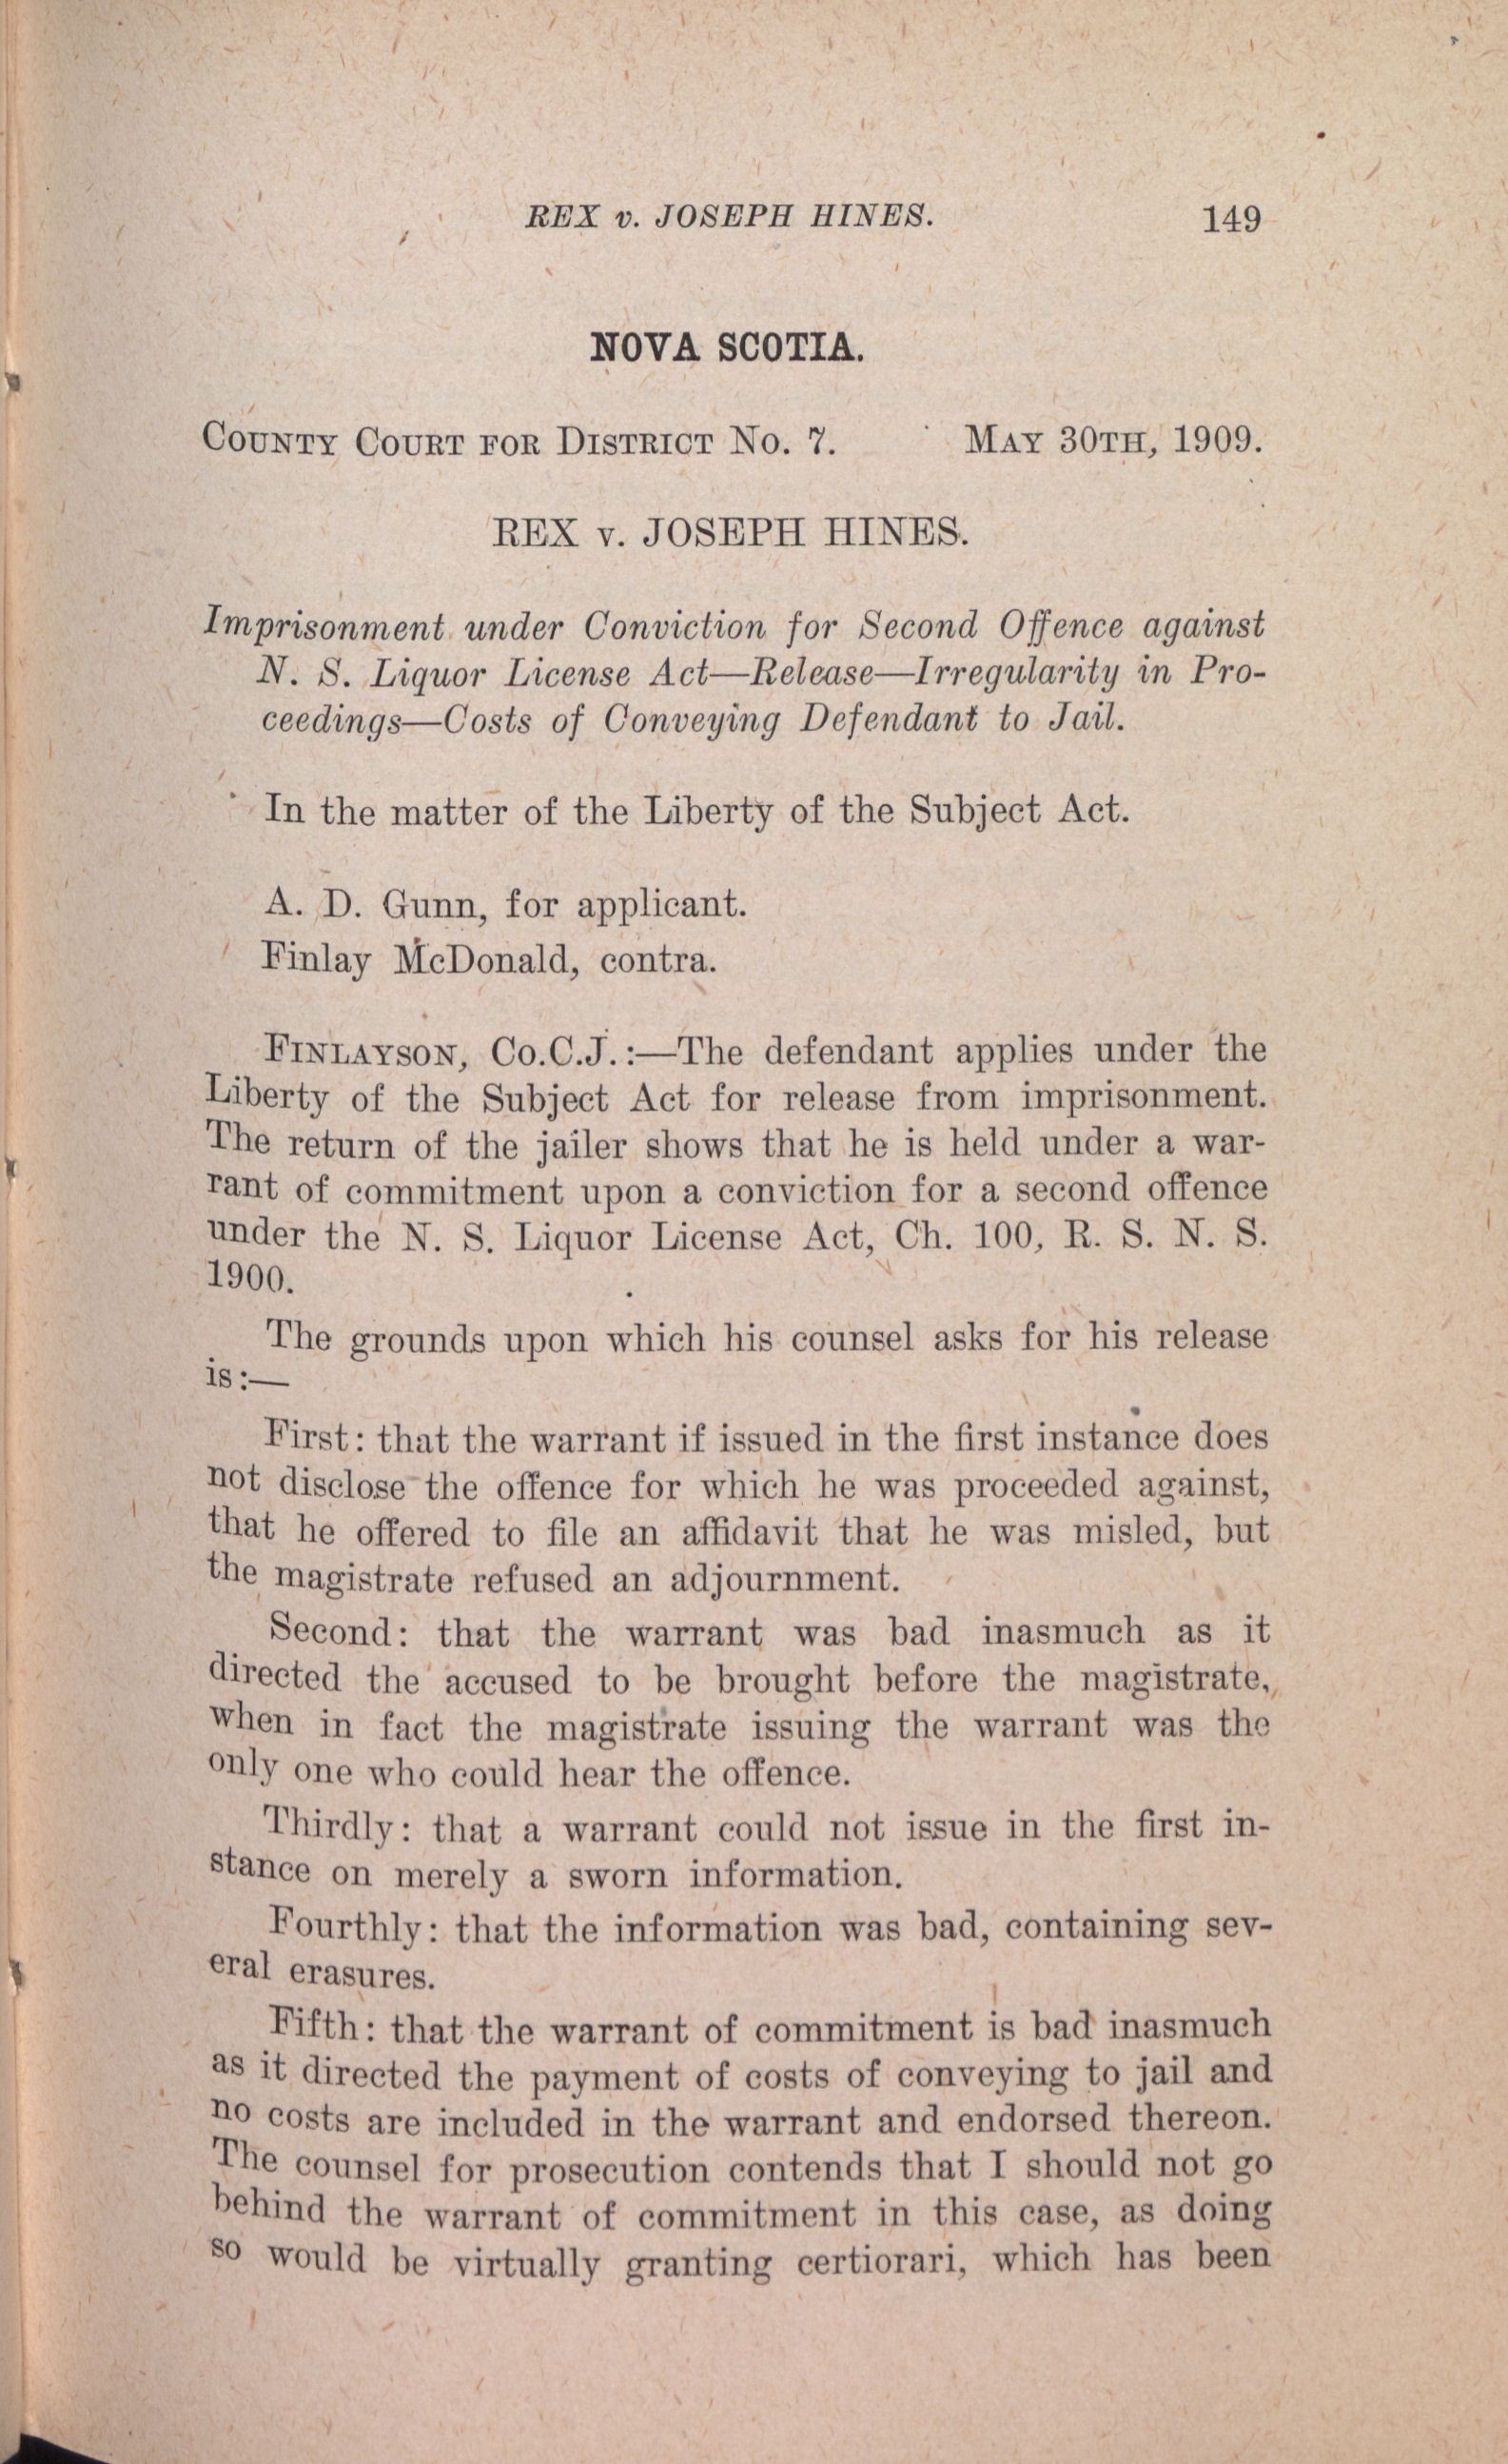 REX v. JOSEPH HINES. 149
NOVA SCOTIA.
COUNTY COURT FOR DISTRICT NO. 7. MAY 30TH, 1909.
REX v. JOSEPH HINES.
Imprisonment under Conviction for Second Offence against
N. S. Liquor License Act—Release—Irregularity in Pro-
ceedings—Costs of Conveying Defendant to Jail.
In the matter of the Liberty of the Subject Act.
A. D. Gunn, for applicant.
Finlay McDonald, contra.
FINLAYSON, CO.C.J.:—The defendant applies under the
Liberty of the Subject Act for release from imprisonment.
The return of the jailer shows that he is held under a war-
rant of commitment upon a conviction for a second offence
under the N. S. Liquor License Act, Ch. 100, R. S. N. S.
1900.
The grounds upon which his counsel asks for his release
is:—
First: that the warrant if issued in the first instance does
not disclose the offence for which he was proceeded against,
that he offered to file an affidavit that he was misled, but
the magistrate refused an adjournment.
Second: that the warrant was bad inasmuch as it
directed the accused to be brought before the magistrate,
when in fact the magistrate issuing the warrant was the
only one who could hear the offence.
Thirdly: that a warrant could not issue in the first in-
stance on merely a sworn information.
Fourthly: that the information was bad, containing sev-
eral erasures.
Fifth: that the warrant of commitment is bad inasmuch
as it directed the payment of costs of conveying to jail and
no costs are included in the warrant and endorsed thereon.
The counsel for prosecution contends that I should not go
behind the warrant of commitment in this case, as doing
so would be virtually granting certiorari, which has been